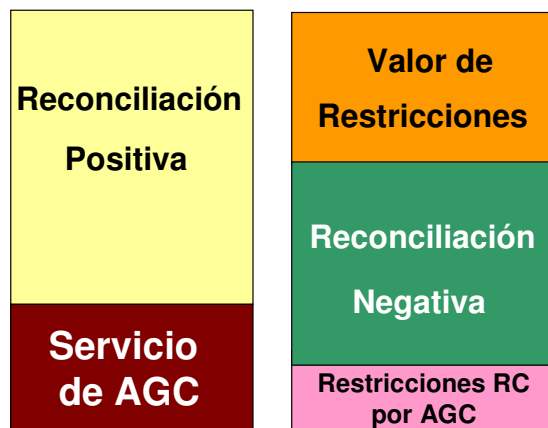 Reconciliación
Positiva
Servicio
de AGC
Valor de
Restricciones
Reconciliación
Negativa
Restricciones RC
por AGC